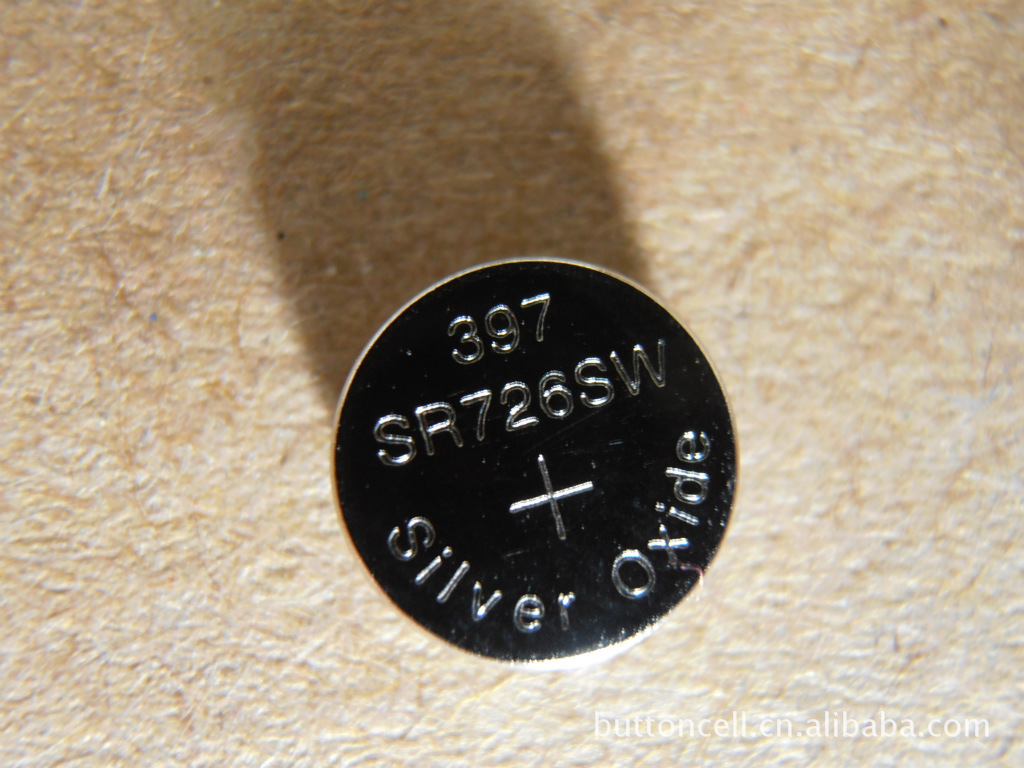 397
SR726SW
+
Silver Oxide
buttoncell.cn.alibaba.com